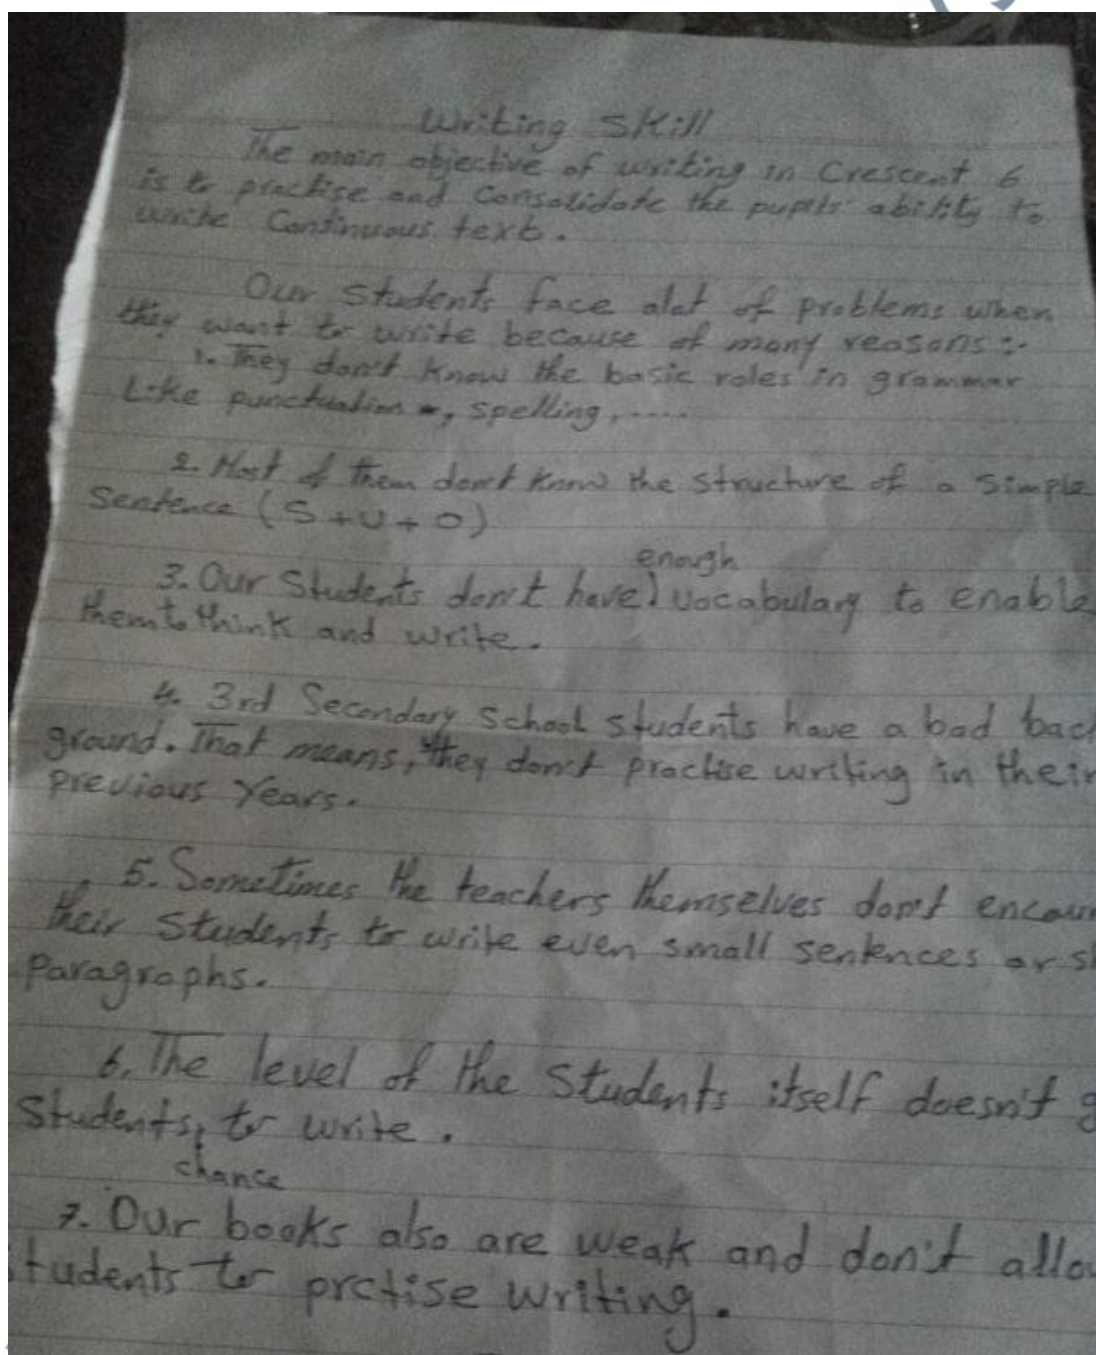 Writing Skill
The main objective of writing in Crescent 6
is to practise and Consolidate the pupils' ability to
write Continuous text.
Our students face alot of problems when
they want to write because of many reasons :-
1. They don't know the basic roles in grammar
Like punctuation , spelling, .....
2. Most of them don't know the structure of a simple
Sentence (S+V+O)
enough
3. Our Students don't have vocabulary to enable
them to think and write.
4. 3rd Secondary school students have a bad back
ground. That means, they don't practise writing in their
previous Years.
5. Sometimes the teachers themselves don't encour
their Students to write even small sentences or s
Paragraphs.
6. The level of the Students itself doesn't g
Students to write.
chance
7. Our books also are weak and don't allo
students to prctise writing.